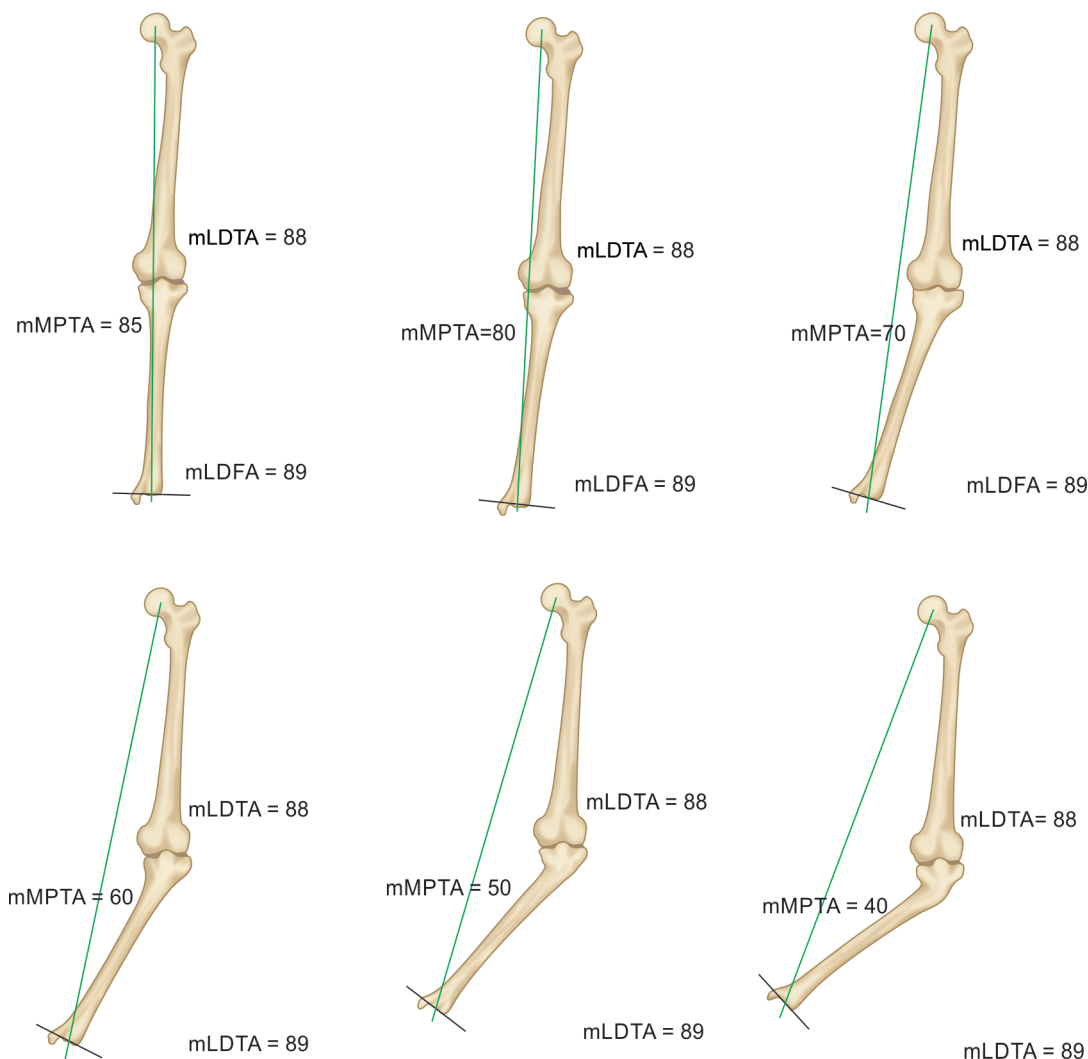 mLDTA = 88
mMPTA = 85
mLDFA = 89
mLDTA = 88
mMPTA=80
mLDFA = 89
mLDTA = 88
mMPTA=70
mLDFA = 89
mLDTA = 88
mMPTA = 60
mLDTA = 89
mLDTA = 88
mMPTA = 50
mLDTA = 89
mLDTA= 88
mMPTA = 40
mLDTA = 89